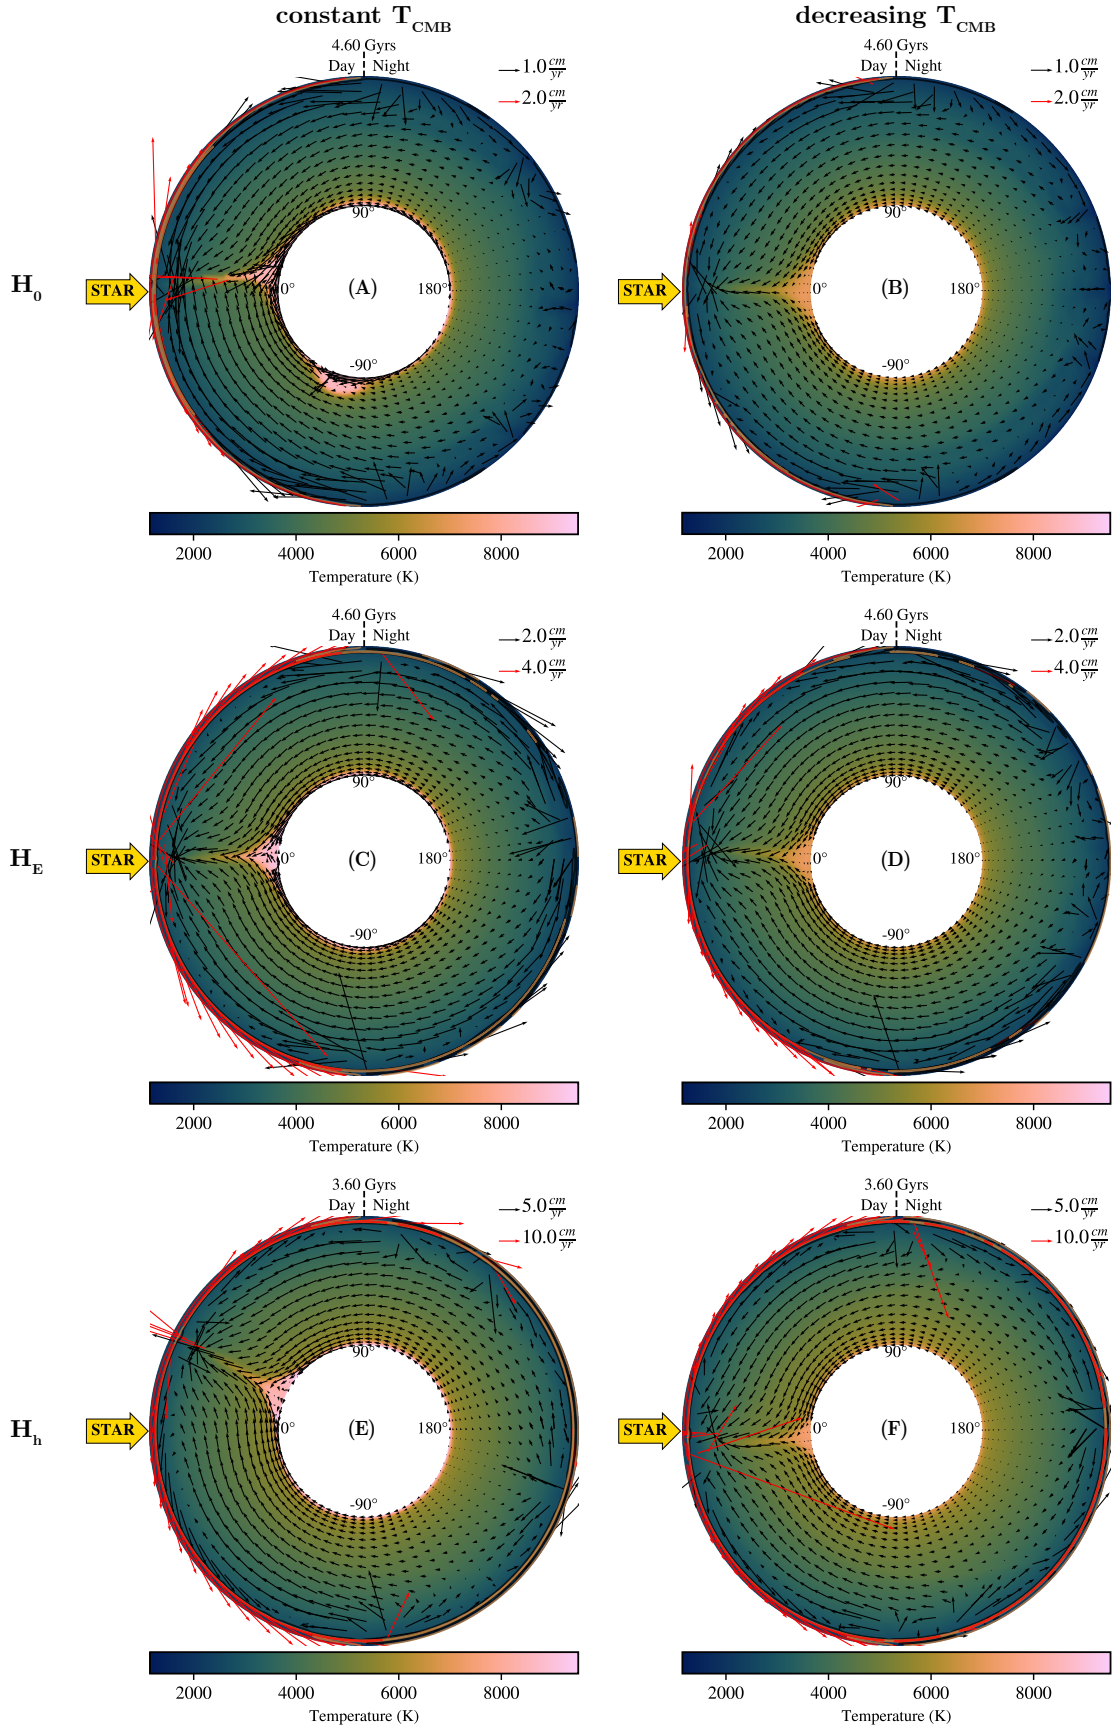 constant T_CMB decreasing T_CMB
4.60 Gyrs 4.60 Gyrs
Day Night 1.0 cm/yr Day Night 1.0 cm/yr
2.0 cm/yr 2.0 cm/yr
90° 90°
H_0 STAR 0° (A) 180° STAR 0° (B) 180°
-90° -90°
2000 4000 6000 8000 2000 4000 6000 8000
Temperature (K) Temperature (K)
4.60 Gyrs 4.60 Gyrs
Day Night 2.0 cm/yr Day Night 2.0 cm/yr
4.0 cm/yr 4.0 cm/yr
90° 90°
H_E STAR 0° (C) 180° STAR 0° (D) 180°
-90° -90°
2000 4000 6000 8000 2000 4000 6000 8000
Temperature (K) Temperature (K)
3.60 Gyrs 3.60 Gyrs
Day Night 5.0 cm/yr Day Night 5.0 cm/yr
10.0 cm/yr 10.0 cm/yr
90° 90°
H_h STAR 0° (E) 180° STAR 0° (F) 180°
-90° -90°
2000 4000 6000 8000 2000 4000 6000 8000
Temperature (K) Temperature (K)